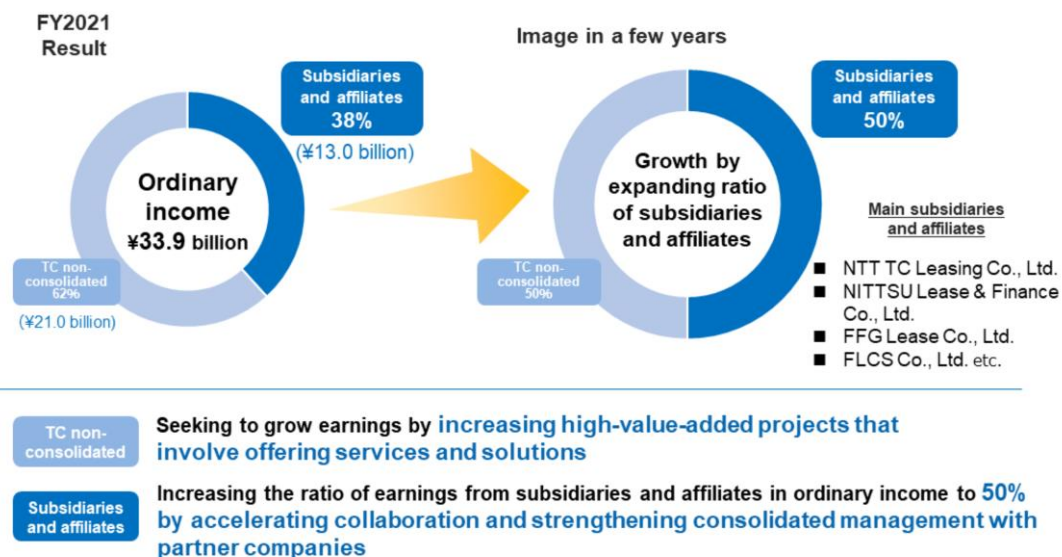 FY2021
Result
Image in a few years
Subsidiaries
and affiliates
38%
(¥13.0 billion)
Ordinary
income
¥33.9 billion
TC non-
consolidated
62%
(¥21.0 billion)
Subsidiaries
and affiliates
50%
Growth by
expanding ratio
of subsidiaries
and affiliates
TC non-
consolidated
50%
Main subsidiaries
and affiliates
■ NTT TC Leasing Co., Ltd.
■ NITTSU Lease & Finance
Co., Ltd.
■ FFG Lease Co., Ltd.
■ FLCS Co., Ltd. etc.
TC non-
consolidated
Seeking to grow earnings by increasing high-value-added projects that
involve offering services and solutions
Subsidiaries
and affiliates
Increasing the ratio of earnings from subsidiaries and affiliates in ordinary income to 50%
by accelerating collaboration and strengthening consolidated management with
partner companies